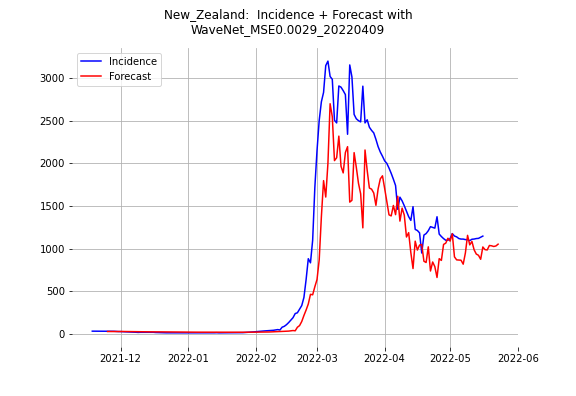 New_Zealand:  Incidence + Forecast with
WaveNet_MSE0.0029_20220409
Incidence
Forecast
3000
2500
2000
1500
1000
500
0
2021-12 2022-01 2022-02 2022-03 2022-04 2022-05 2022-06